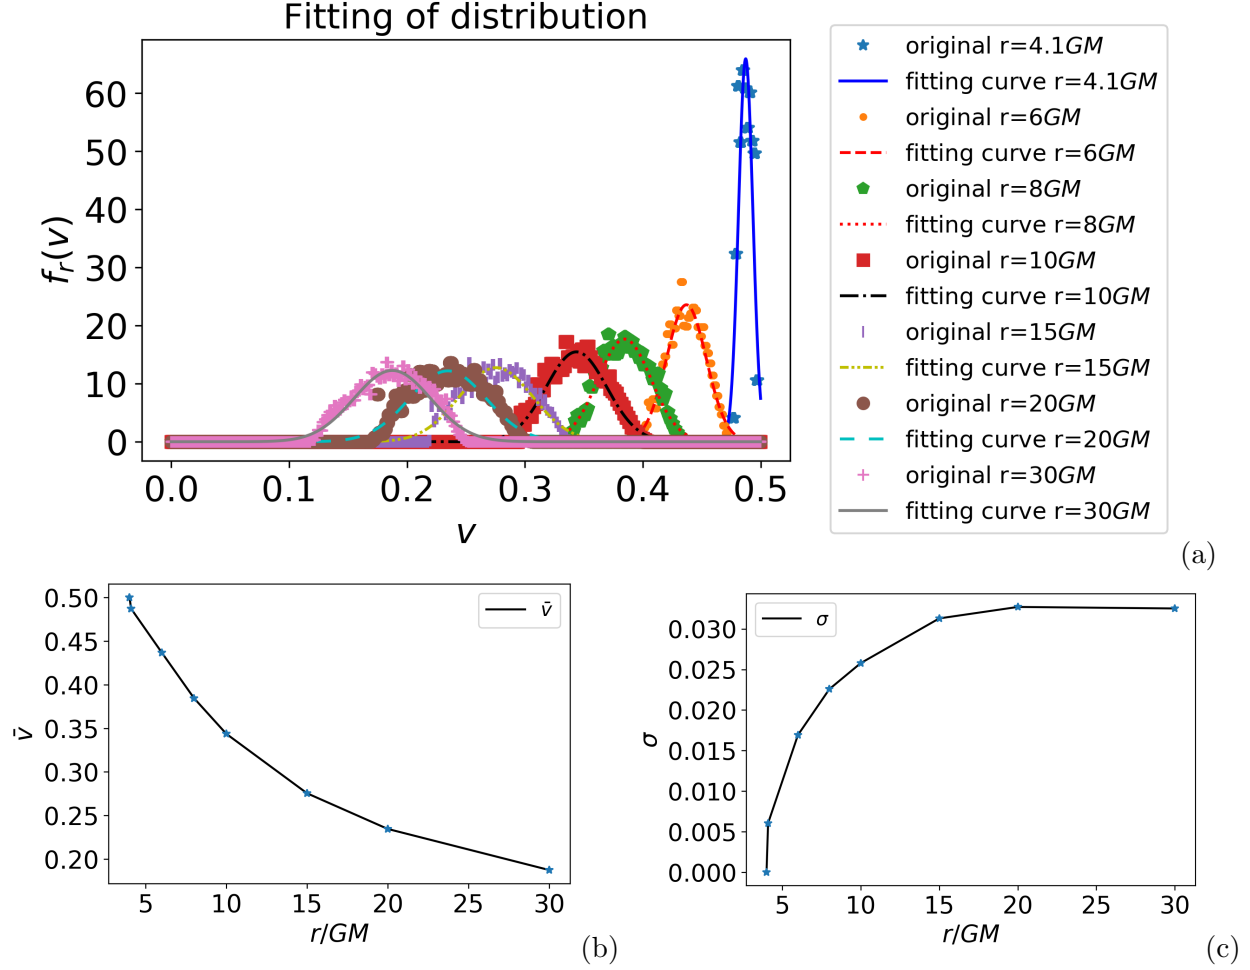 Fitting of distribution
60
50
40
30
20
10
0
f_r(v)
0.0 0.1 0.2 0.3 0.4 0.5
v
original r=4.1GM
fitting curve r=4.1GM
original r=6GM
fitting curve r=6GM
original r=8GM
fitting curve r=8GM
original r=10GM
fitting curve r=10GM
original r=15GM
fitting curve r=15GM
original r=20GM
fitting curve r=20GM
original r=30GM
fitting curve r=30GM
(a)
0.50
0.45
0.40
0.35
0.30
0.25
0.20
v̄
v̄
5 10 15 20 25 30
r/GM
(b)
0.030
0.025
0.020
0.015
0.010
0.005
0.000
σ
σ
5 10 15 20 25 30
r/GM
(c)